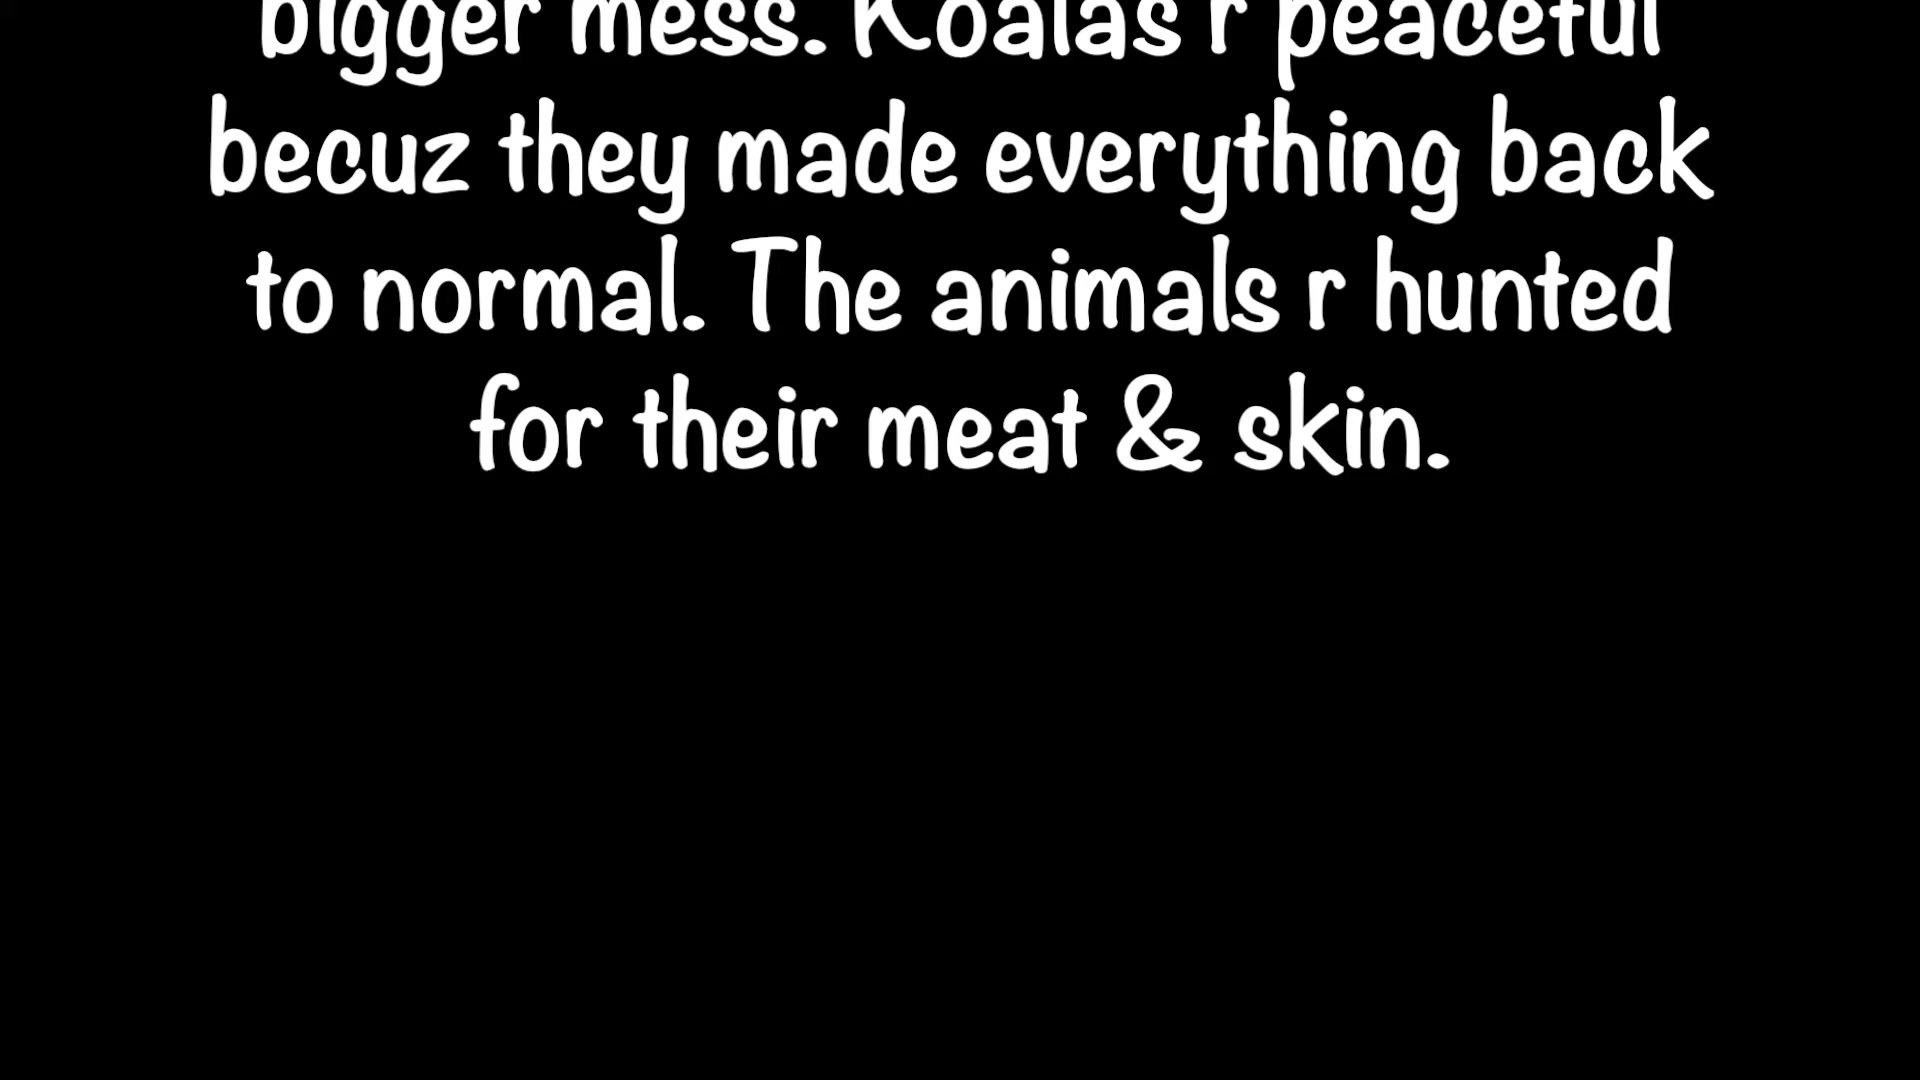 bigger mess. Koalas r peaceful
becuz they made everything back
to normal. The animals r hunted
for their meat & skin.